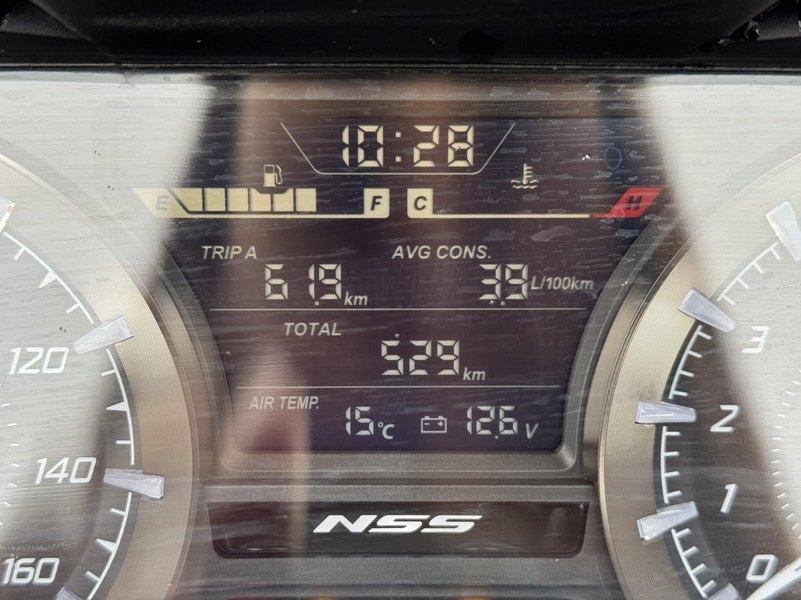 10:28
E F C H
TRIP A AVG CONS.
61.9 km 3.9 L/100km
TOTAL
529 km
AIR TEMP.
15 °C 12.6 V
NSS
120
140
160
3
2
1
0